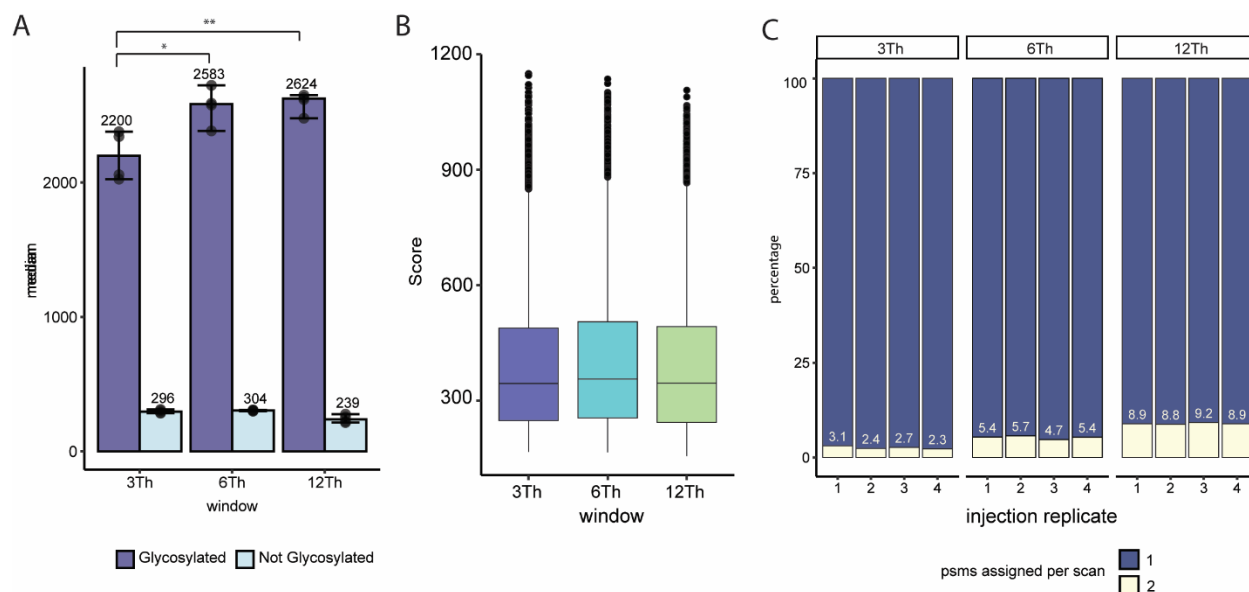 A
**
*
2200
2583
2624
296
304
239
2000
1000
0
median
3Th
6Th
12Th
window
Glycosylated
Not Glycosylated
B
1200
900
600
300
Score
3Th
6Th
12Th
window
C
3Th
6Th
12Th
100
75
50
25
0
percentage
3.1
2.4
2.7
2.3
5.4
5.7
4.7
5.4
8.9
8.8
9.2
8.9
1 2 3 4
1 2 3 4
1 2 3 4
injection replicate
psms assigned per scan
1
2